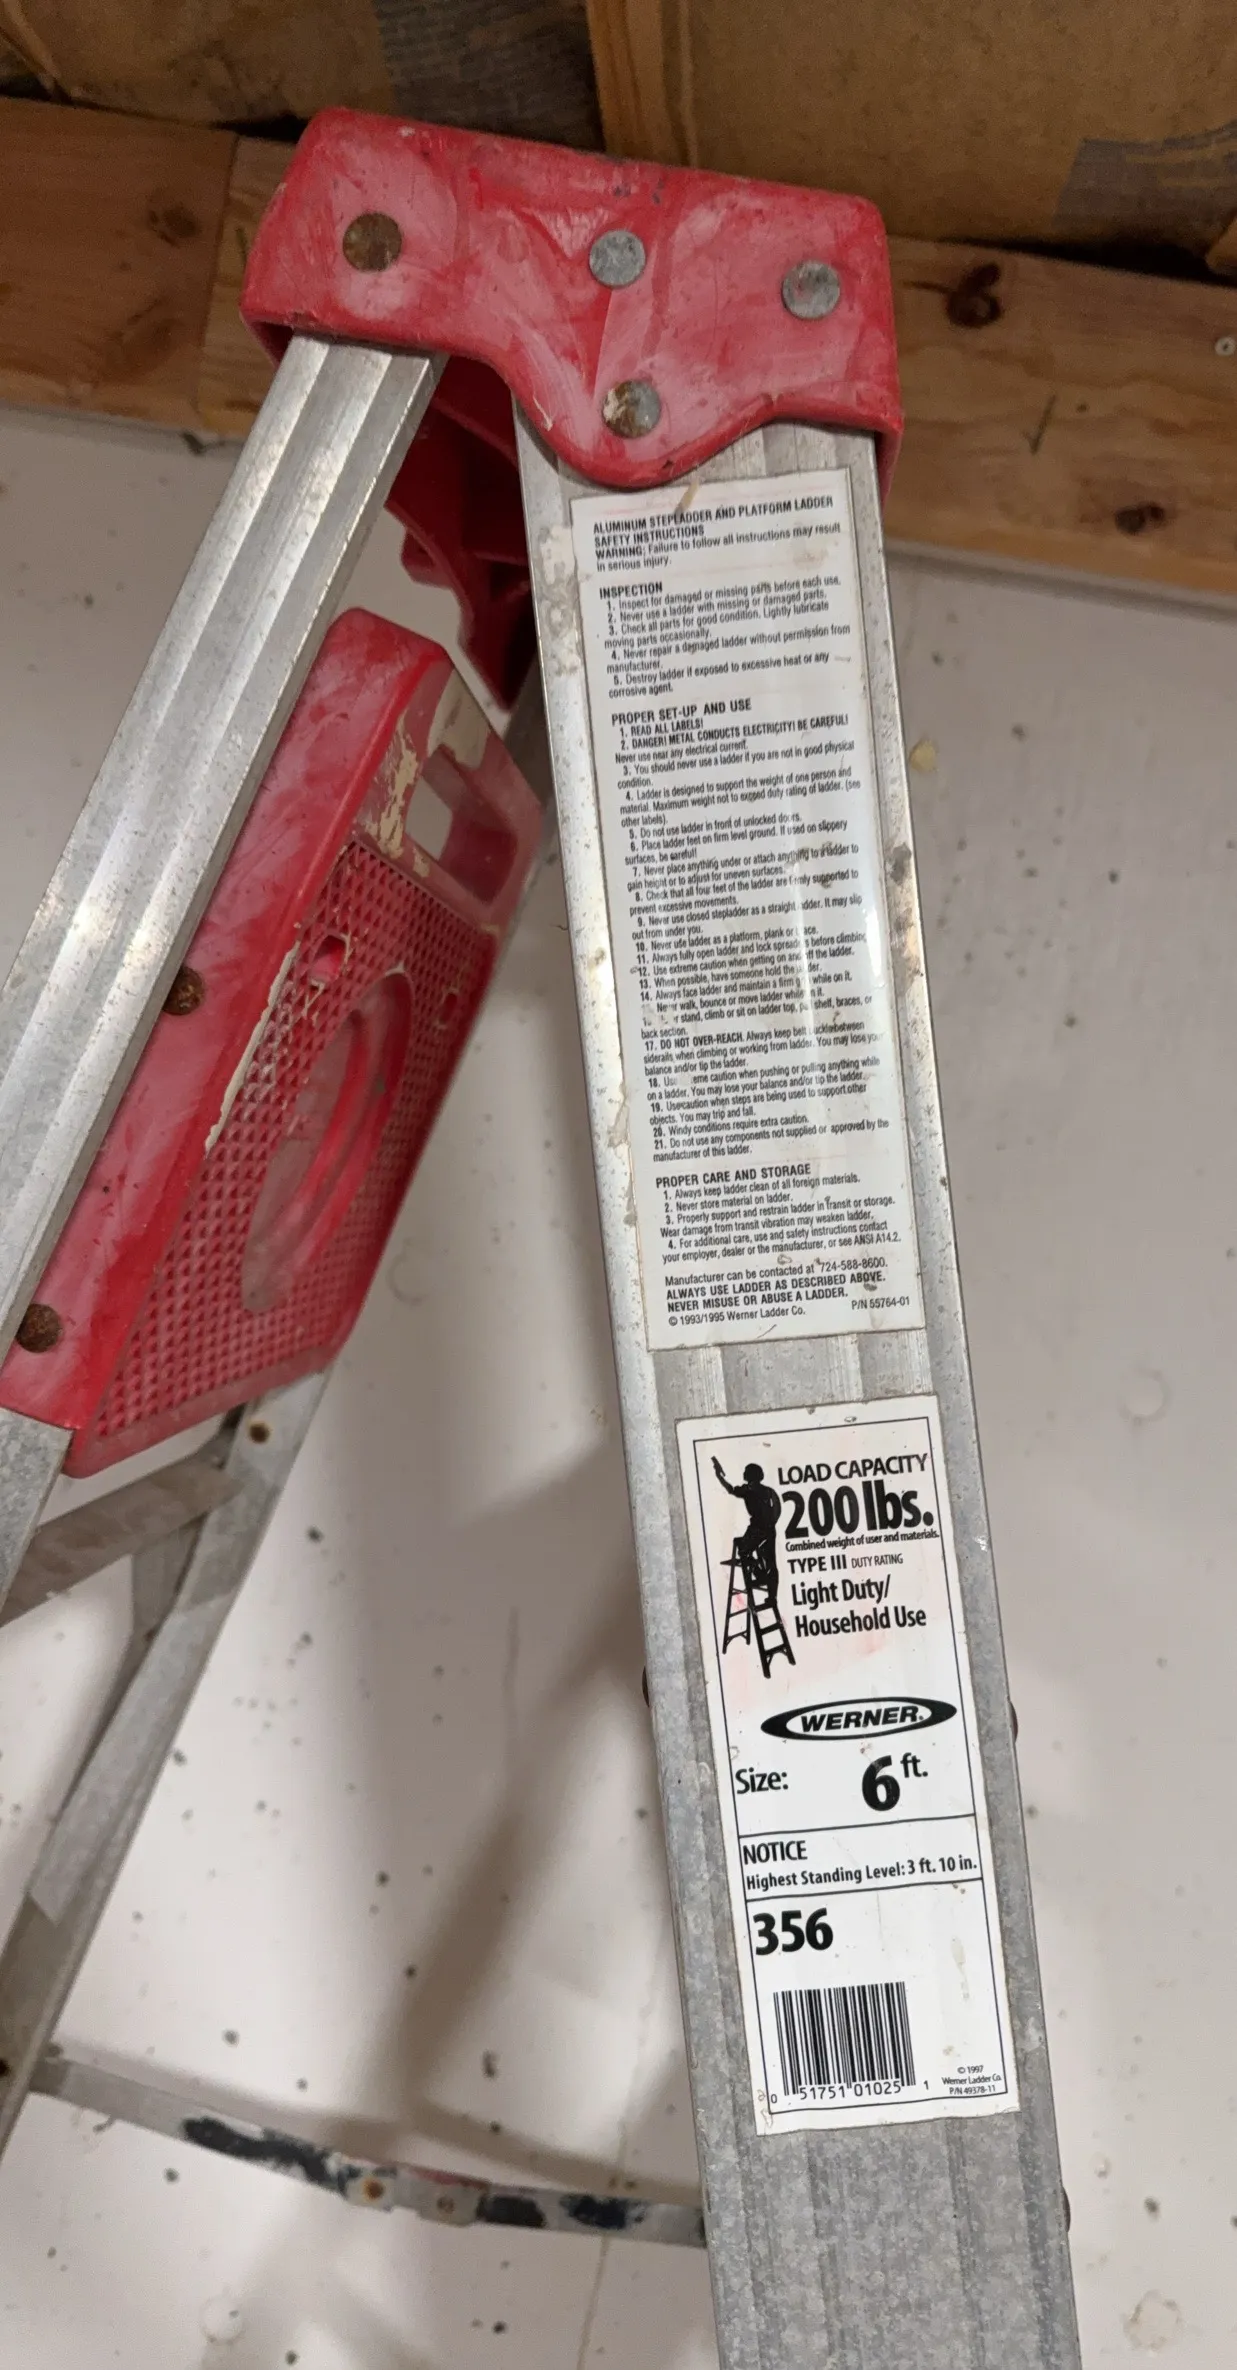 ALUMINUM STEPLADDER AND PLATFORM LADDER
SAFETY INSTRUCTIONS
WARNING: Failure to follow all instructions may result
in serious injury.
INSPECTION
1. Inspect for damaged or missing parts before each use.
2. Never use a ladder with missing or damaged parts.
3. Check all parts for good condition. Lightly lubricate
moving parts occasionally.
4. Never repair a damaged ladder without permission from
manufacturer.
5. Destroy ladder if exposed to excessive heat or any
corrosive agent.
PROPER SET-UP AND USE
1. READ ALL LABELS!
2. DANGER! METAL CONDUCTS ELECTRICITY! BE CAREFUL!
Never use near any electrical current.
3. You should never use a ladder if you are not in good physical
condition.
4. Ladder is designed to support the weight of one person and
material. Maximum weight not to exceed duty rating of ladder. (see
other labels).
5. Do not use ladder in front of unlocked doors.
6. Place ladder feet on firm level ground. If used on slippery
surfaces, be careful!
7. Never place anything under or attach anything to a ladder to
gain height or to adjust for uneven surfaces.
8. Check that all four feet of the ladder are firmly supported to
prevent excessive movements.
9. Never use closed stepladder as a straight ladder. It may slip
out from under you.
10. Never use ladder as a platform, plank or
11. Always fully open ladder and lock spreaders before climbing
12. Use extreme caution when getting on and off the ladder.
13. When possible, have someone hold the
14. Always face ladder and maintain a firm while on it.
walk, bounce or move ladder while it.
stand, climb or sit on ladder top, shelf, braces, or
back section.
17. DO NOT OVER-REACH. Always keep belt between
siderails when climbing or working from ladder. You may lose your
balance and/or tip the ladder.
18. caution when pushing or pulling anything while
on a ladder. You may lose your balance and/or tip the ladder.
19. Use caution when steps are being used to support other
objects. You may trip and fall.
20. Windy conditions require extra caution.
21. Do not use any components not supplied or approved by the
manufacturer of this ladder.
PROPER CARE AND STORAGE
1. Always keep ladder clean of all foreign materials.
2. Never store material on ladder.
3. Properly support and restrain ladder in Transit or storage.
Wear damage from transit vibration may weaken ladder.
4. For additional care, use and safety instructions contact
your employer, dealer or the manufacturer, or see ANSI A14.2.
Manufacturer can be contacted at 724-588-8600.
ALWAYS USE LADDER AS DESCRIBED ABOVE.
NEVER MISUSE OR ABUSE A LADDER.
© 1993/1995 Werner Ladder Co. P/N 55764-01
LOAD CAPACITY
200 lbs.
Combined weight of user and materials.
TYPE III DUTY RATING
Light Duty/
Household Use
WERNER®
Size: 6 ft.
NOTICE
Highest Standing Level: 3 ft. 10 in.
356
0 51751 01025 1
© 1997
Werner Ladder Co.
P/N 49378-11